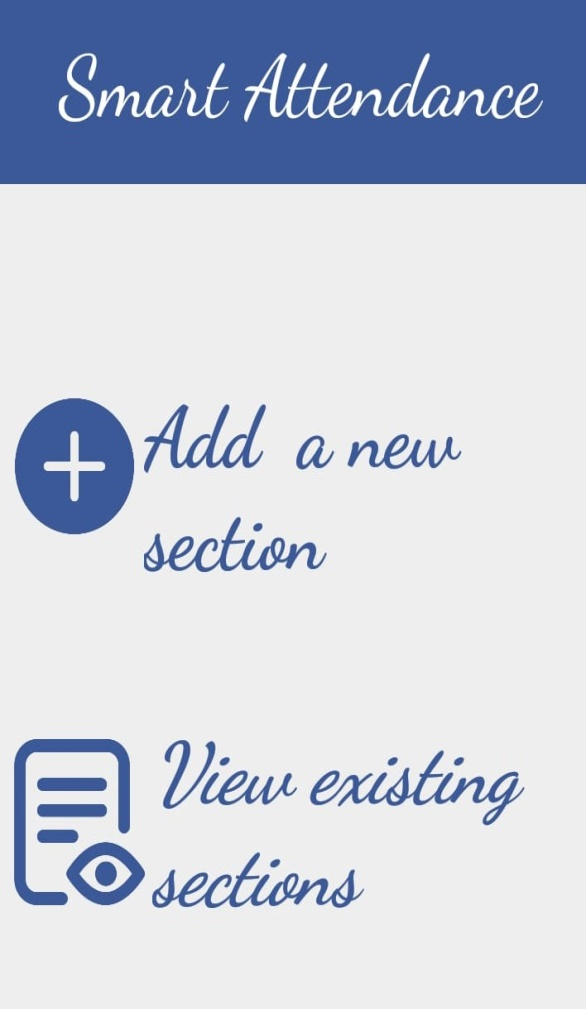 Smart Attendance
Add a new
section
View existing
sections